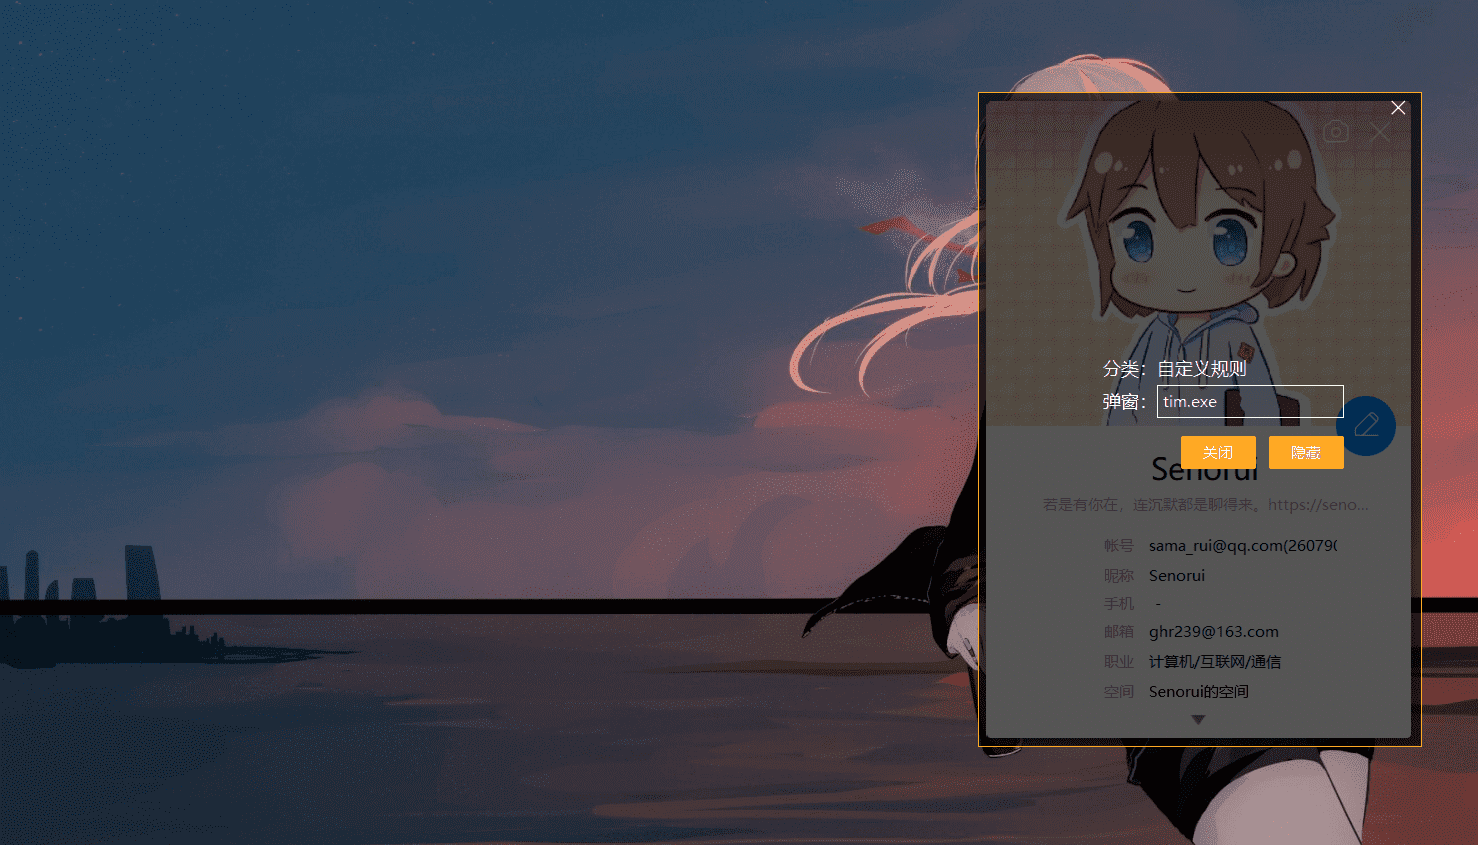 分类：自定义规则
弹窗：tim.exe
关闭 隐藏
Senorui
若是有你在，连沉默都是聊得来。https://seno...
帐号 sama_rui@qq.com(26079
昵称 Senorui
手机 -
邮箱 ghr239@163.com
职业 计算机/互联网/通信
空间 Senorui的空间